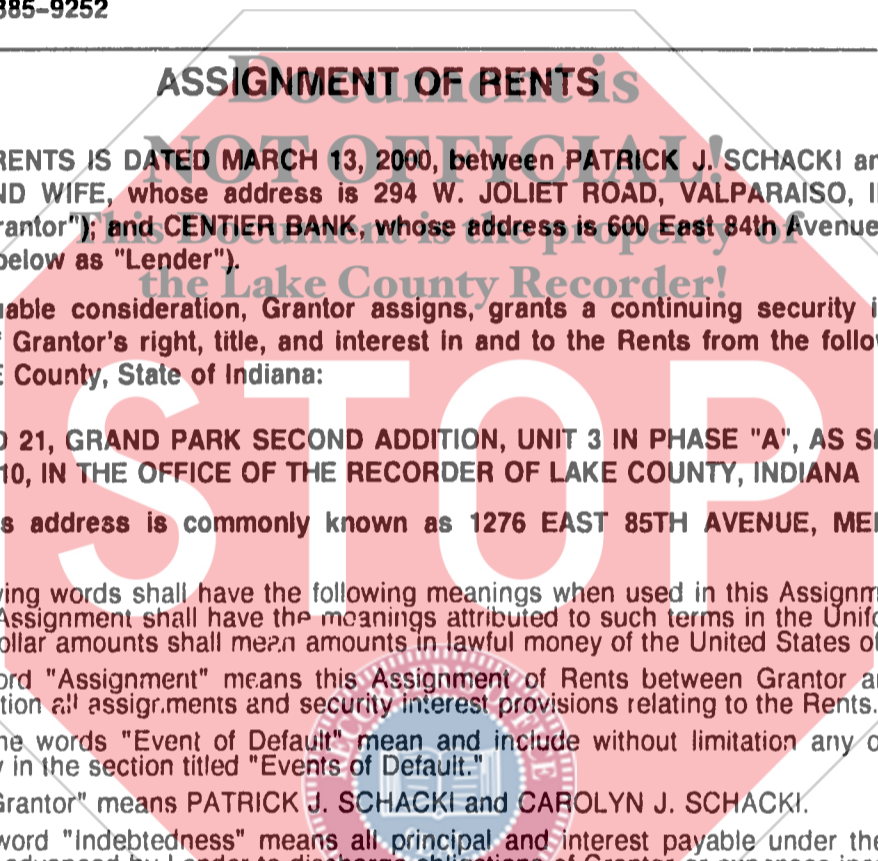 385-9252
ASSIGNMENT OF RENTS
Document is
NOT OFFICIAL!
This Document is the property of
the Lake County Recorder!
STOP
RENTS IS DATED MARCH 13, 2000, between PATRICK J. SCHACKI an
ND WIFE, whose address is 294 W. JOLIET ROAD, VALPARAISO, I
rantor"); and CENTIER BANK, whose address is 600 East 84th Avenue
below as "Lender").
uable consideration, Grantor assigns, grants a continuing security i
f Grantor's right, title, and interest in and to the Rents from the follo
E County, State of Indiana:
D 21, GRAND PARK SECOND ADDITION, UNIT 3 IN PHASE "A", AS S
10, IN THE OFFICE OF THE RECORDER OF LAKE COUNTY, INDIANA
s address is commonly known as 1276 EAST 85TH AVENUE, ME
ving words shall have the following meanings when used in this Assignm
Assignment shall have the meanings attributed to such terms in the Unifo
ollar amounts shall mean amounts in lawful money of the United States of
ord "Assignment" means this Assignment of Rents between Grantor a
tion all assignments and security interest provisions relating to the Rents.
he words "Event of Default" mean and include without limitation any o
y in the section titled "Events of Default."
Grantor" means PATRICK J. SCHACKI and CAROLYN J. SCHACKI.
word "Indebtedness" means all principal and interest payable under the